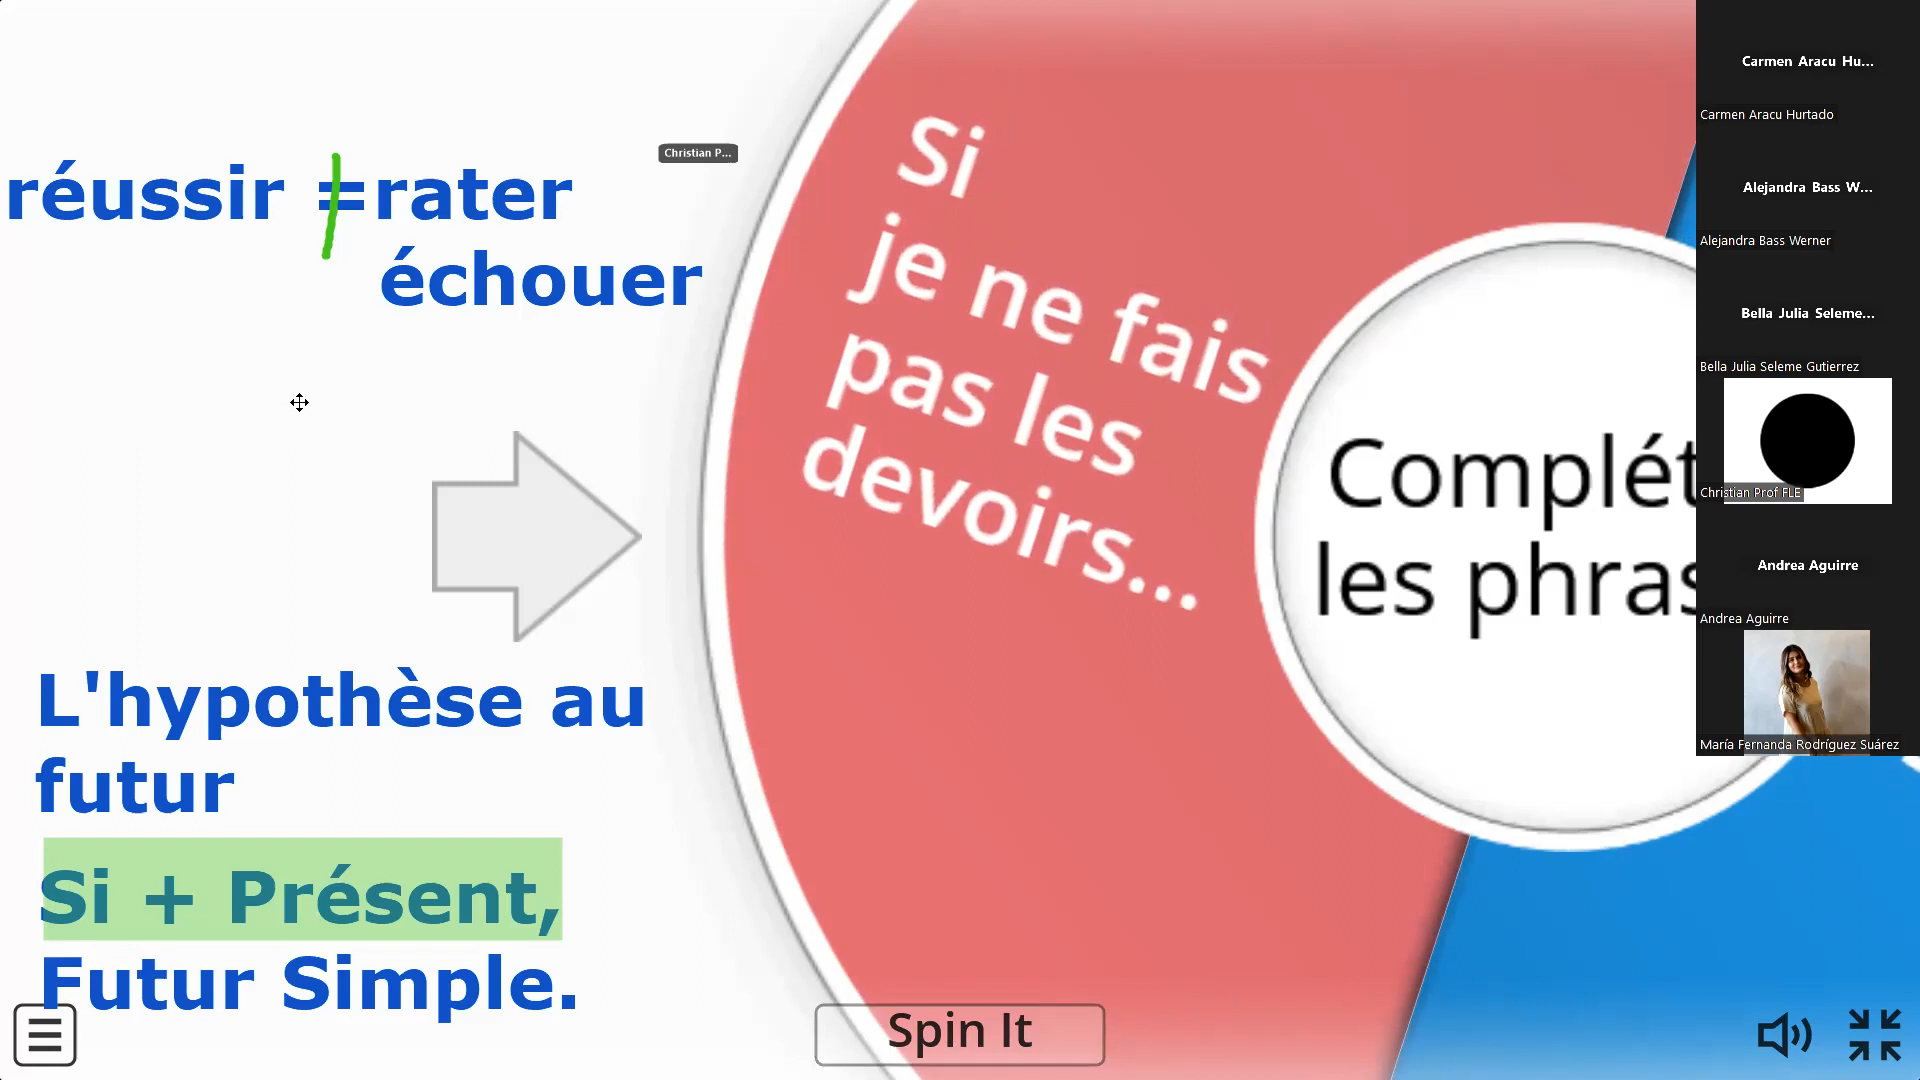 réussir ≠ rater
échouer
Christian P...
Si
je ne fais
pas les
devoirs...
Complét
les phras
L'hypothèse au
futur
Si + Présent,
Futur Simple.
Spin It
Carmen Aracu Hu...
Carmen Aracu Hurtado
Alejandra Bass W...
Alejandra Bass Werner
Bella Julia Seleme...
Bella Julia Seleme Gutierrez
Christian Prof FLE
Andrea Aguirre
Andrea Aguirre
María Fernanda Rodríguez Suárez